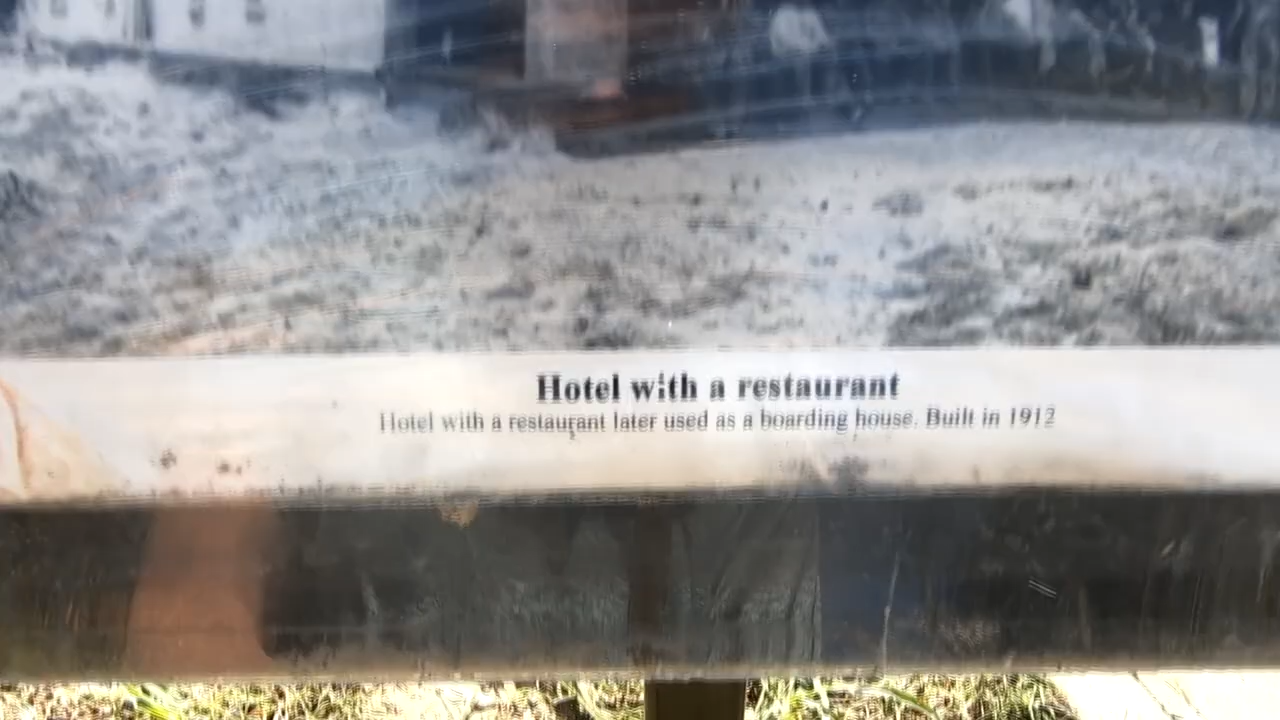 Hotel with a restaurant
Hotel with a restaurant later used as a boarding house. Built in 1912